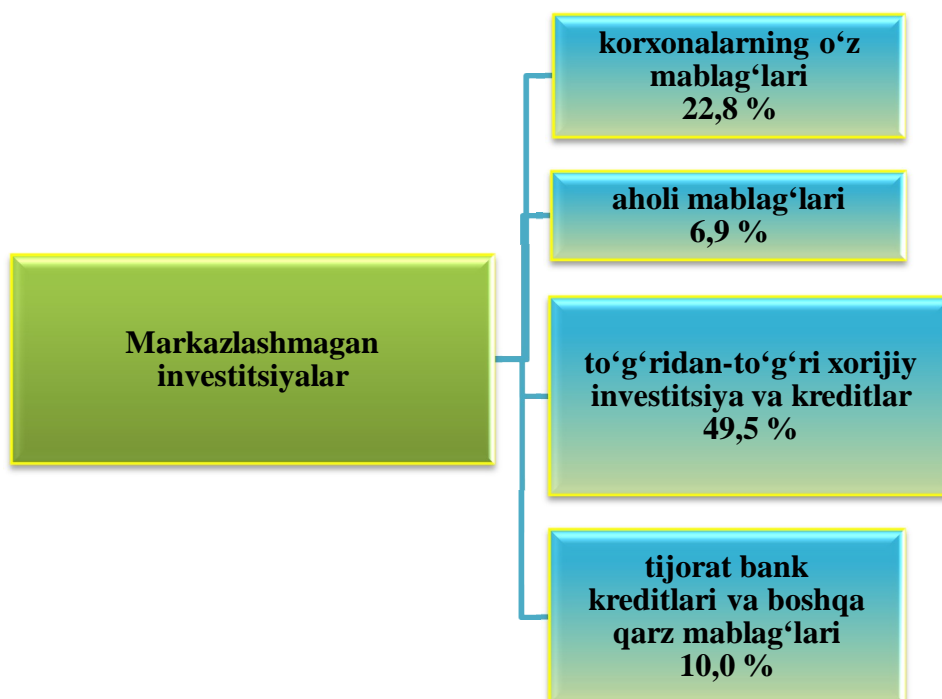 korxonalarning o‘z
mablag‘lari
22,8 %
aholi mablag‘lari
6,9 %
Markazlashmagan
investitsiyalar
to‘g‘ridan-to‘g‘ri xorijiy
investitsiya va kreditlar
49,5 %
tijorat bank
kreditlari va boshqa
qarz mablag‘lari
10,0 %